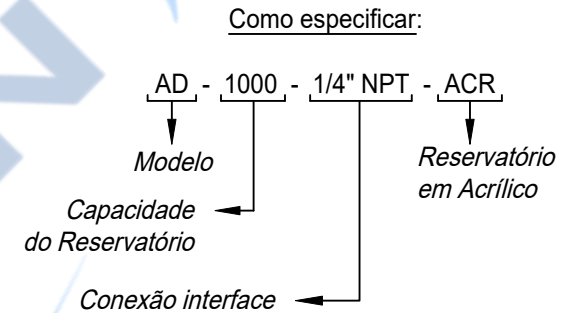 Como especificar:
AD - 1000 - 1/4" NPT - ACR
Modelo
Reservatório
em Acrílico
Capacidade
do Reservatório
Conexão interface